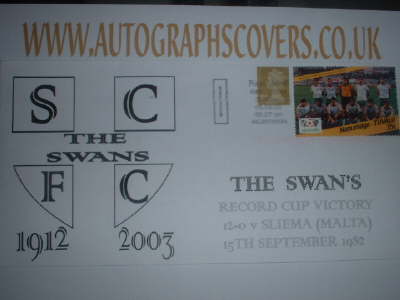 WWW.AUTOGRAPHSCOVERS.CO.UK
S C
THE
SWANS
F C
1912 2003
THE SWAN'S
RECORD CUP VICTORY
12-0 V SLIEMA (MALTA)
15TH SEPTEMBER 1982